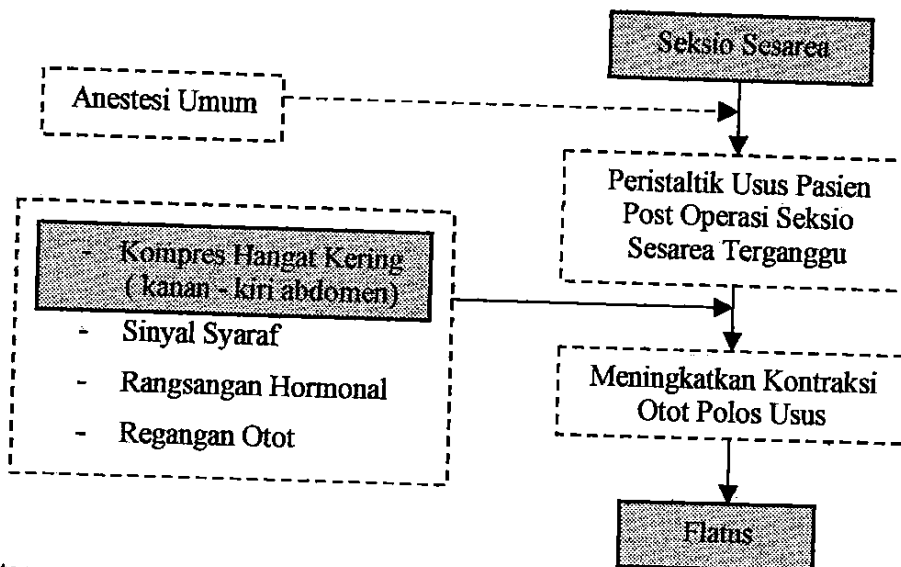 Seksio Sesarea
Anestesi Umum
Peristaltik Usus Pasien
Post Operasi Seksio
Sesarea Terganggu
- Kompres Hangat Kering
( kanan - kiri abdomen)
- Sinyal Syaraf
- Rangsangan Hormonal
- Regangan Otot
Meningkatkan Kontraksi
Otot Polos Usus
Flatus